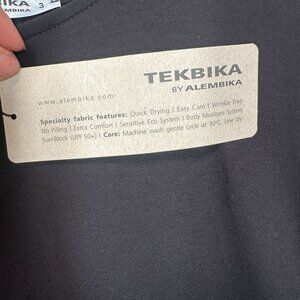 3
ALEMBIKA
TEKBIKA
BY ALEMBIKA
www.alembika.com
Specialty fabric features: Quick Drying | Easy Care | Wrinkle Free
No Pilling | Extra Comfort | Sensitive Eco System | Body Moisture System
Sun-Block (UPF 50+) | Care: Machine wash gentle cycle at 30°C. Line dry